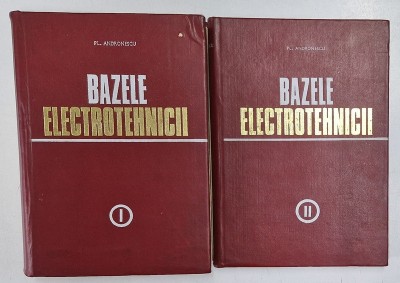 PL. ANDRONESCU
BAZELE
ELECTROTEHNICII
I
PL. ANDRONESCU
BAZELE
ELECTROTEHNICII
II